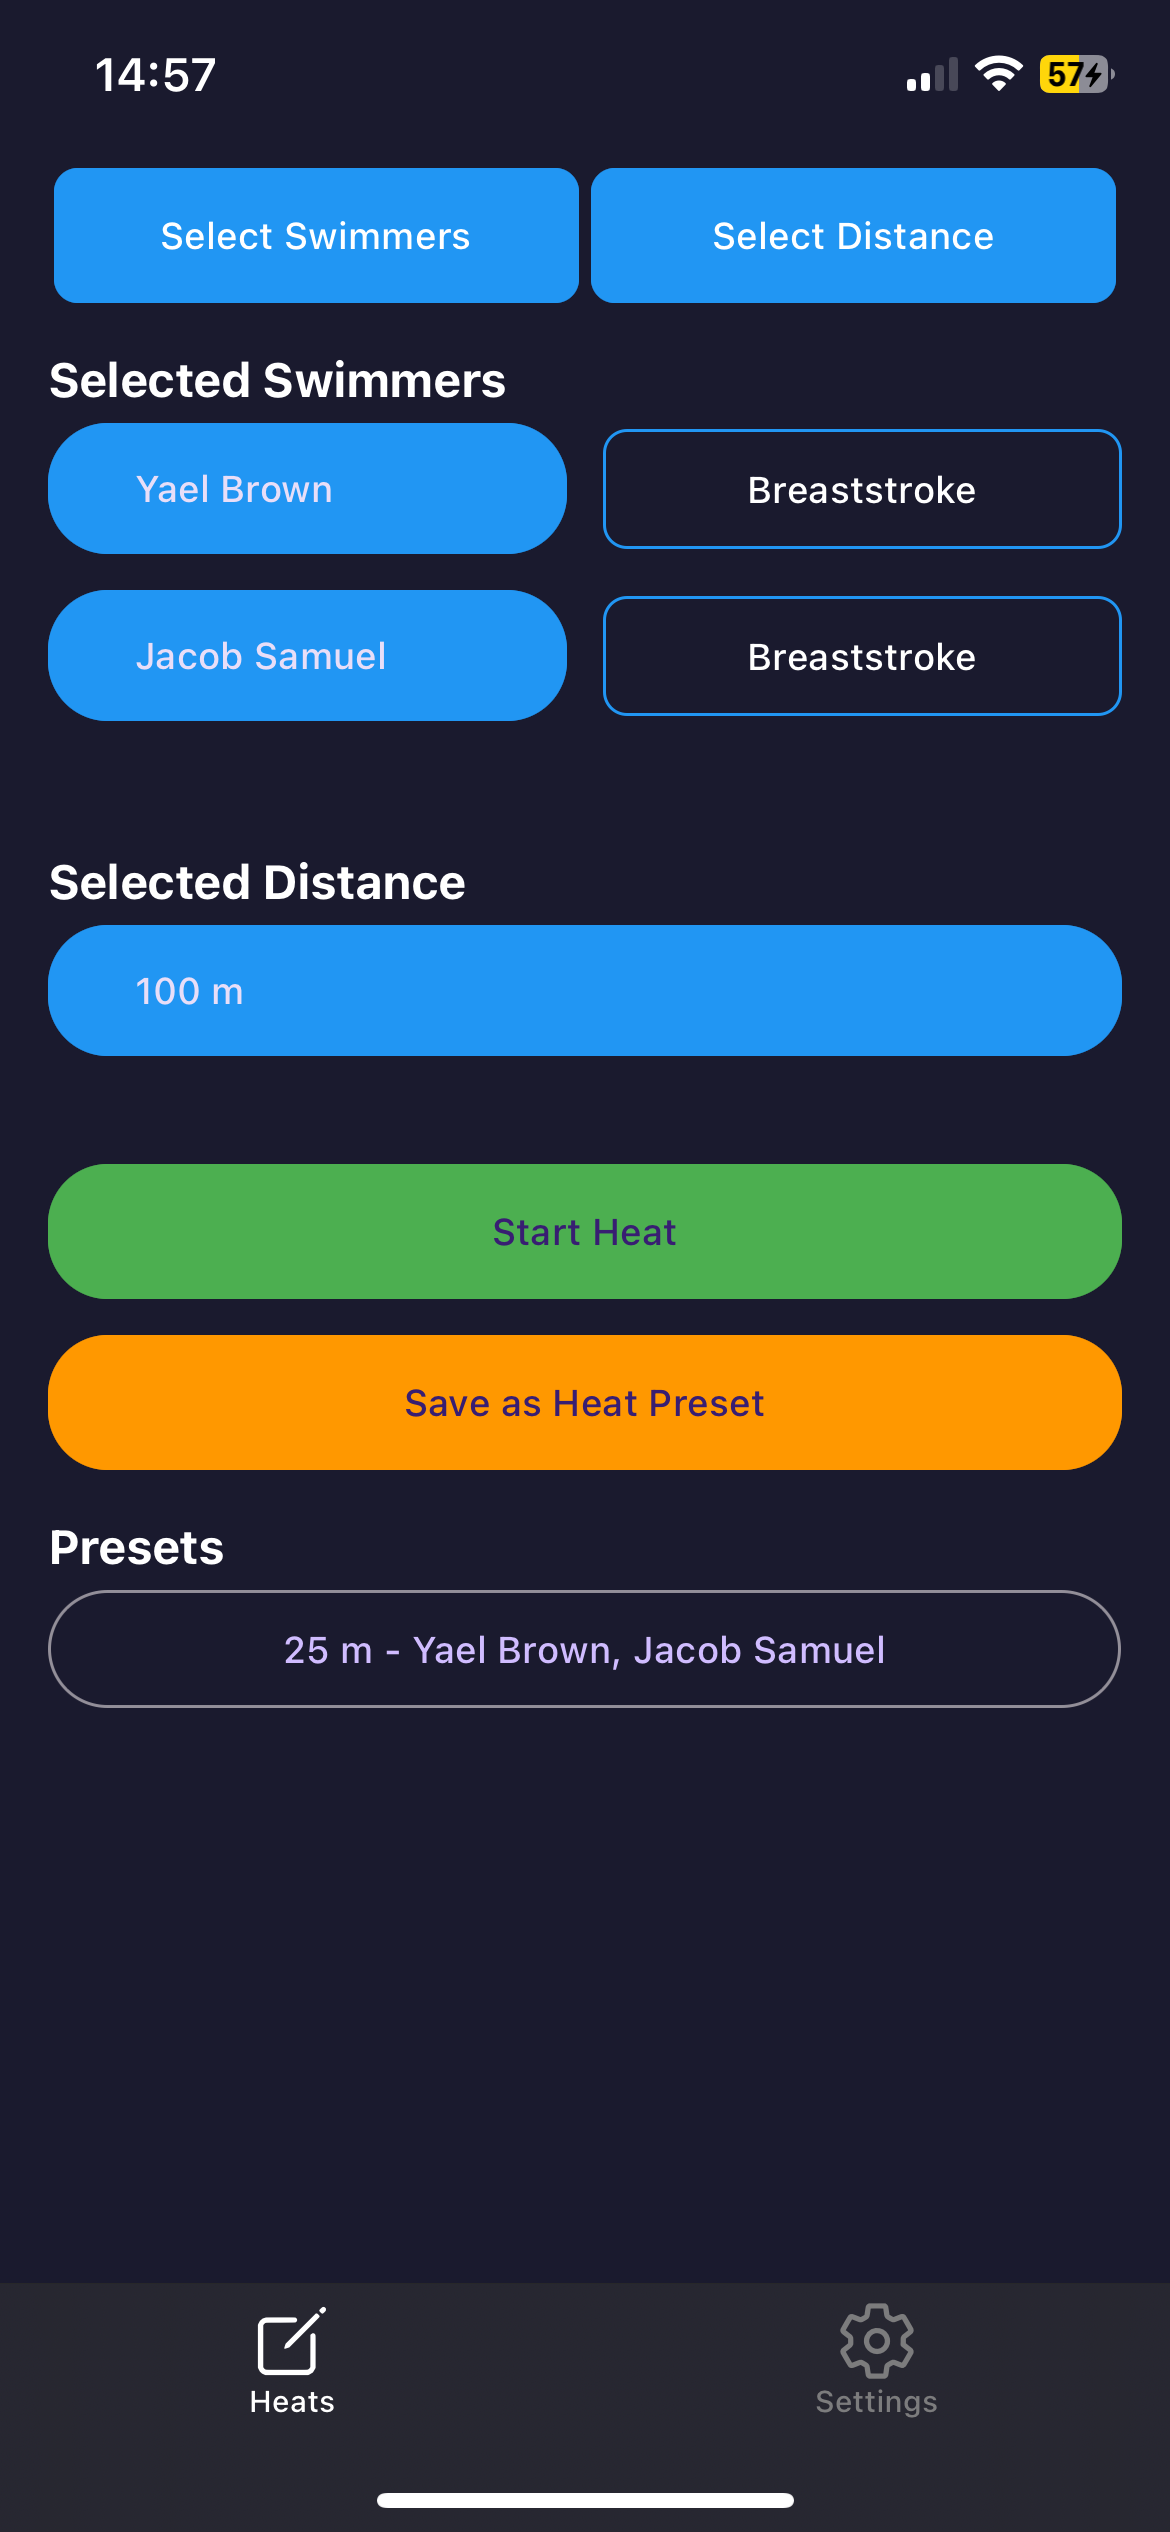 14:57
57
Select Swimmers
Select Distance
Selected Swimmers
Yael Brown
Breaststroke
Jacob Samuel
Breaststroke
Selected Distance
100 m
Start Heat
Save as Heat Preset
Presets
25 m - Yael Brown, Jacob Samuel
Heats
Settings